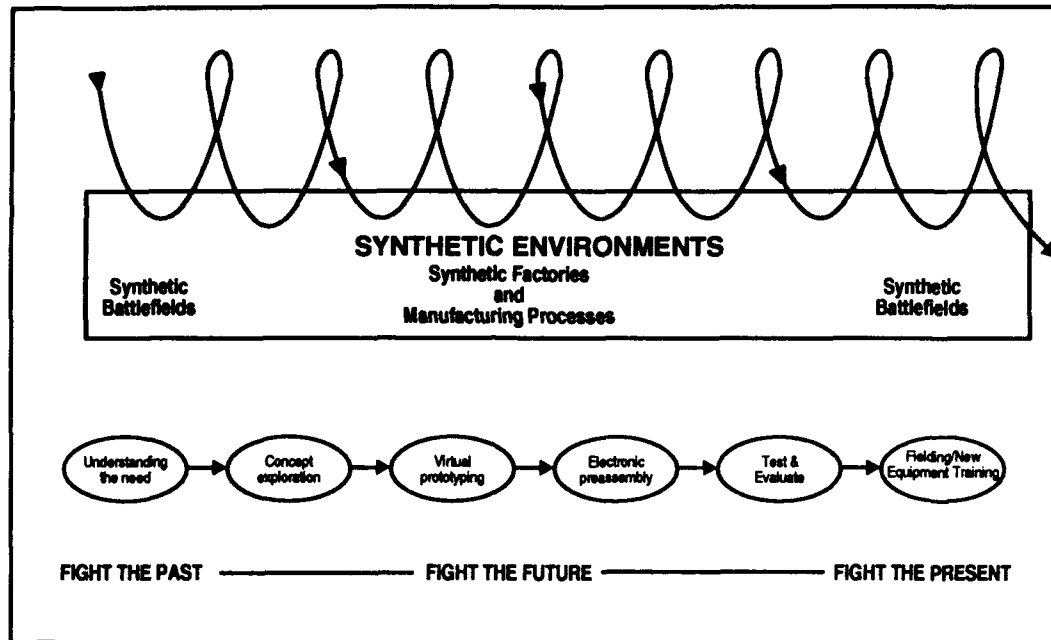 SYNTHETIC ENVIRONMENTS
Synthetic Factories
and
Manufacturing Processes
Synthetic
Battlefields
Synthetic
Battlefields
Understanding
the need
Concept
exploration
Virtual
prototyping
Electronic
preassembly
Test &
Evaluate
Fielding/New
Equipment Training
FIGHT THE PAST
FIGHT THE FUTURE
FIGHT THE PRESENT